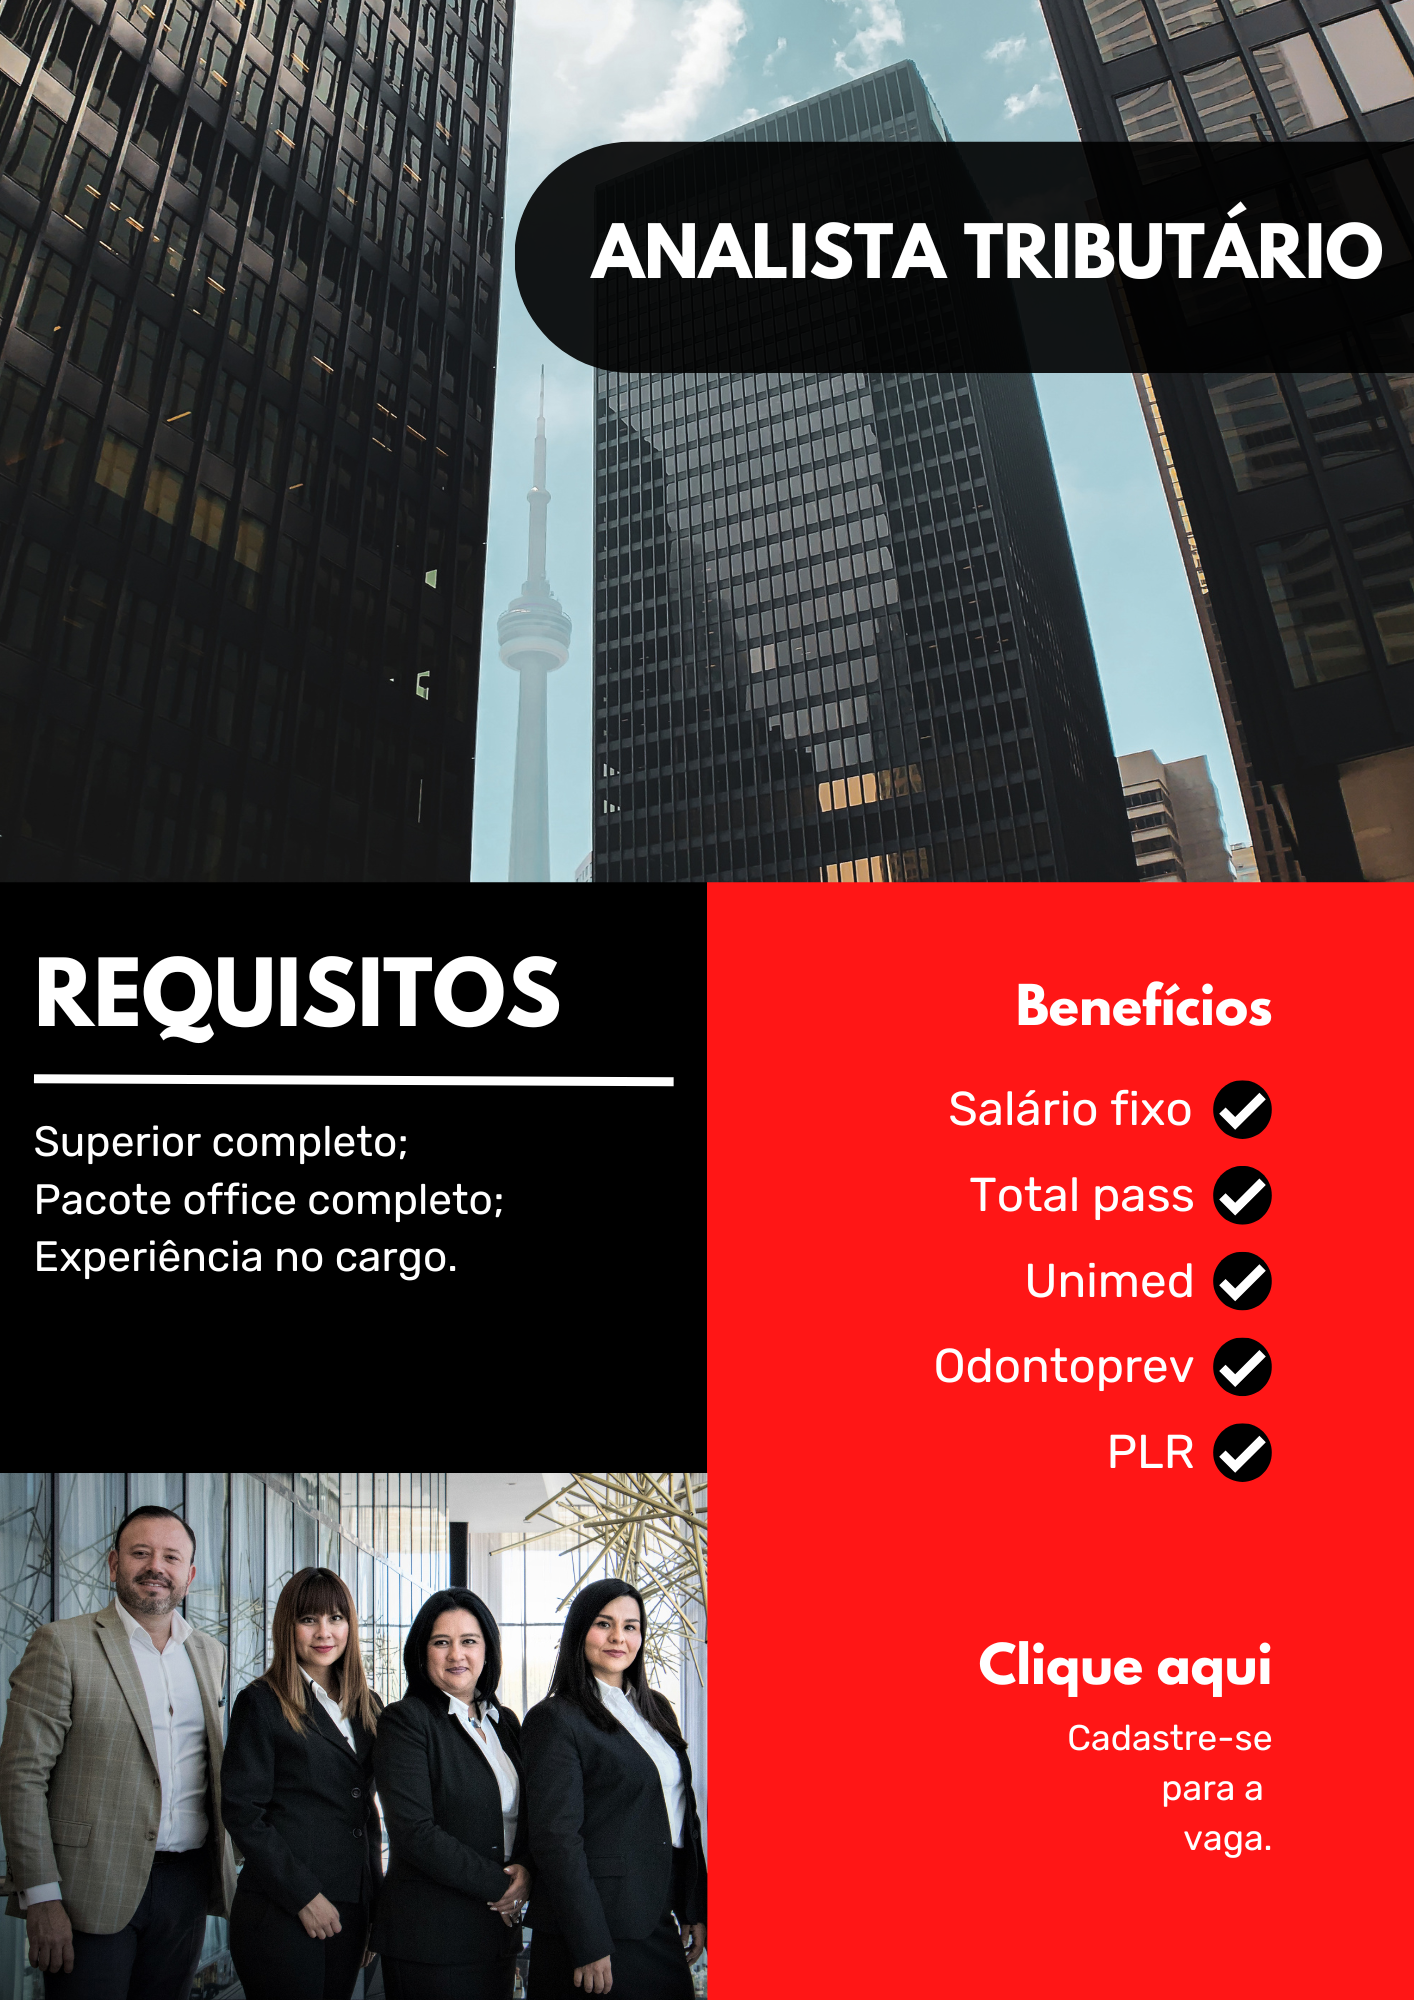 ANALISTA TRIBUTÁRIO
REQUISITOS
Superior completo;
Pacote office completo;
Experiência no cargo.
Benefícios
Salário fixo
Total pass
Unimed
Odontoprev
PLR
Clique aqui
Cadastre-se
para a
vaga.